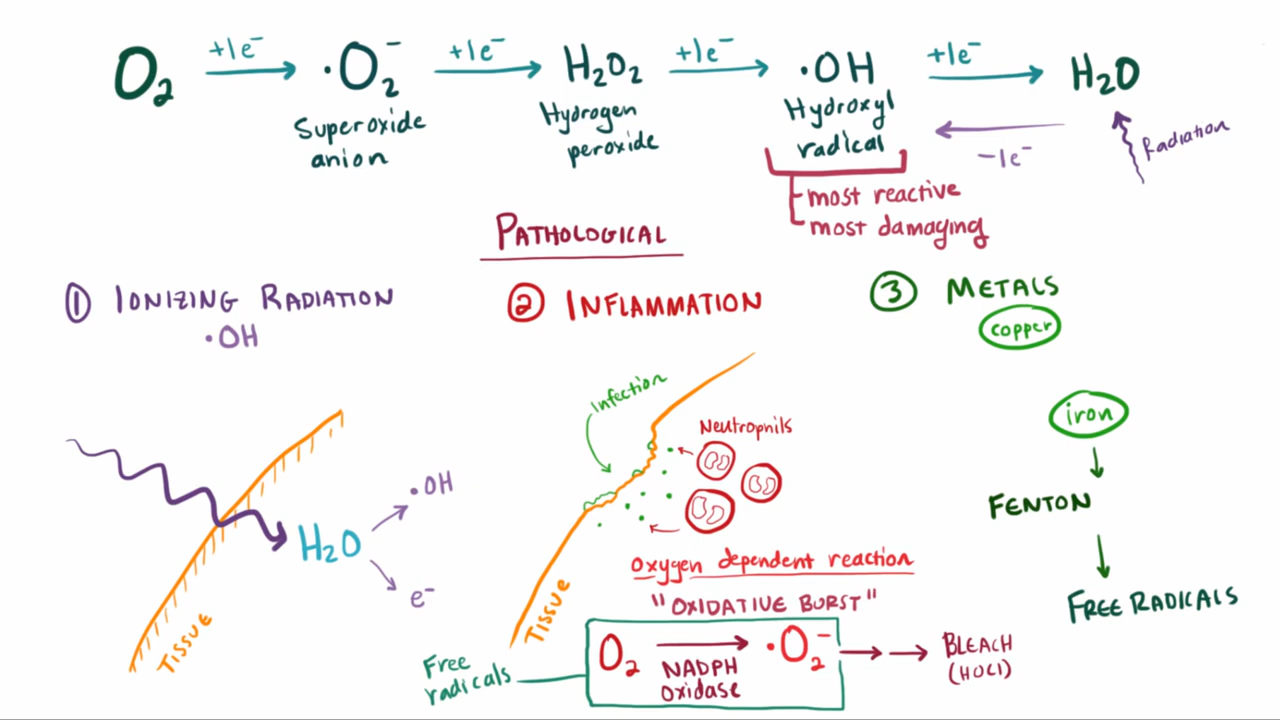 O₂ +1e⁻ → ·O₂⁻ +1e⁻ → H₂O₂ +1e⁻ → ·OH +1e⁻ → H₂O
Superoxide
anion
Hydrogen
peroxide
Hydroxyl
radical
← −1e⁻
Radiation
most reactive
most damaging
PATHOLOGICAL
① IONIZING RADIATION
·OH
H₂O
·OH
e⁻
TISSUE
② INFLAMMATION
Infection
Neutropnils
TISSUE
Oxygen dependent reaction
"OXIDATIVE BURST"
O₂ → ·O₂⁻ → →
NADPH
Oxidase
BLEACH
(HOCl)
Free
radicals
③ METALS
copper
iron
FENTON
FREE RADICALS